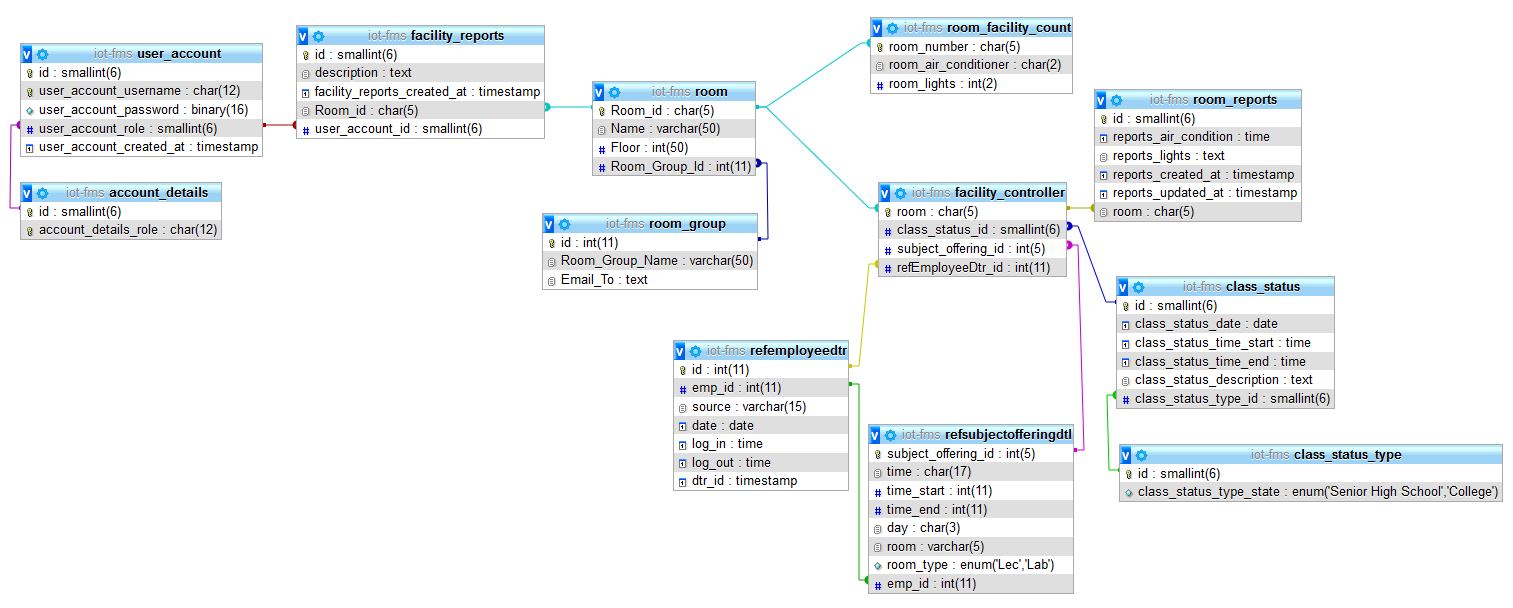 v iot-fms user_account
id : smallint(6)
user_account_username : char(12)
user_account_password : binary(16)
# user_account_role : smallint(6)
user_account_created_at : timestamp
v iot-fms account_details
id : smallint(6)
account_details_role : char(12)
v iot-fms facility_reports
id : smallint(6)
description : text
facility_reports_created_at : timestamp
Room_id : char(5)
# user_account_id : smallint(6)
v iot-fms room
Room_id : char(5)
Name : varchar(50)
# Floor : int(50)
# Room_Group_Id : int(11)
v iot-fms room_group
id : int(11)
Room_Group_Name : varchar(50)
Email_To : text
v iot-fms room_facility_count
room_number : char(5)
room_air_conditioner : char(2)
# room_lights : int(2)
v iot-fms room_reports
id : smallint(6)
reports_air_condition : time
reports_lights : text
reports_created_at : timestamp
reports_updated_at : timestamp
room : char(5)
v iot-fms facility_controller
room : char(5)
# class_status_id : smallint(6)
# subject_offering_id : int(5)
# refEmployeeDtr_id : int(11)
v iot-fms class_status
id : smallint(6)
class_status_date : date
class_status_time_start : time
class_status_time_end : time
class_status_description : text
# class_status_type_id : smallint(6)
v iot-fms refemployeedtr
id : int(11)
# emp_id : int(11)
source : varchar(15)
date : date
log_in : time
log_out : time
dtr_id : timestamp
v iot-fms refsubjectofferingdtl
subject_offering_id : int(5)
time : char(17)
# time_start : int(11)
# time_end : int(11)
day : char(3)
room : varchar(5)
room_type : enum('Lec','Lab')
# emp_id : int(11)
v iot-fms class_status_type
id : smallint(6)
class_status_type_state : enum('Senior High School','College')